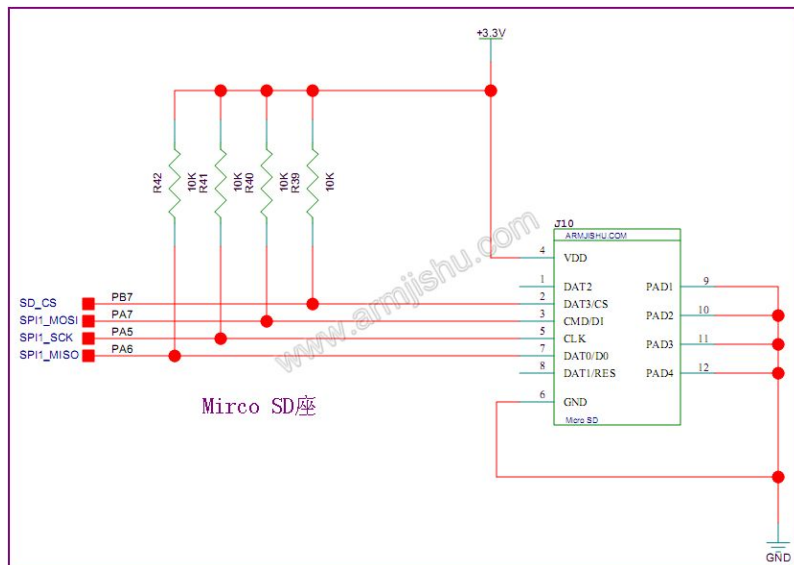 +3.3V
R42
10K
R41
10K
R40
10K
R39
10K
J10
ARMJISHU.COM
4 VDD
1 DAT2
2 DAT3/CS
3 CMD/DI
5 CLK
7 DAT0/D0
8 DAT1/RES
6 GND
PAD1 9
PAD2 10
PAD3 11
PAD4 12
Micro SD
SD_CS PB7
SPI1_MOSI PA7
SPI1_SCK PA5
SPI1_MISO PA6
Mirco SD座
www.armjishu.com
GND